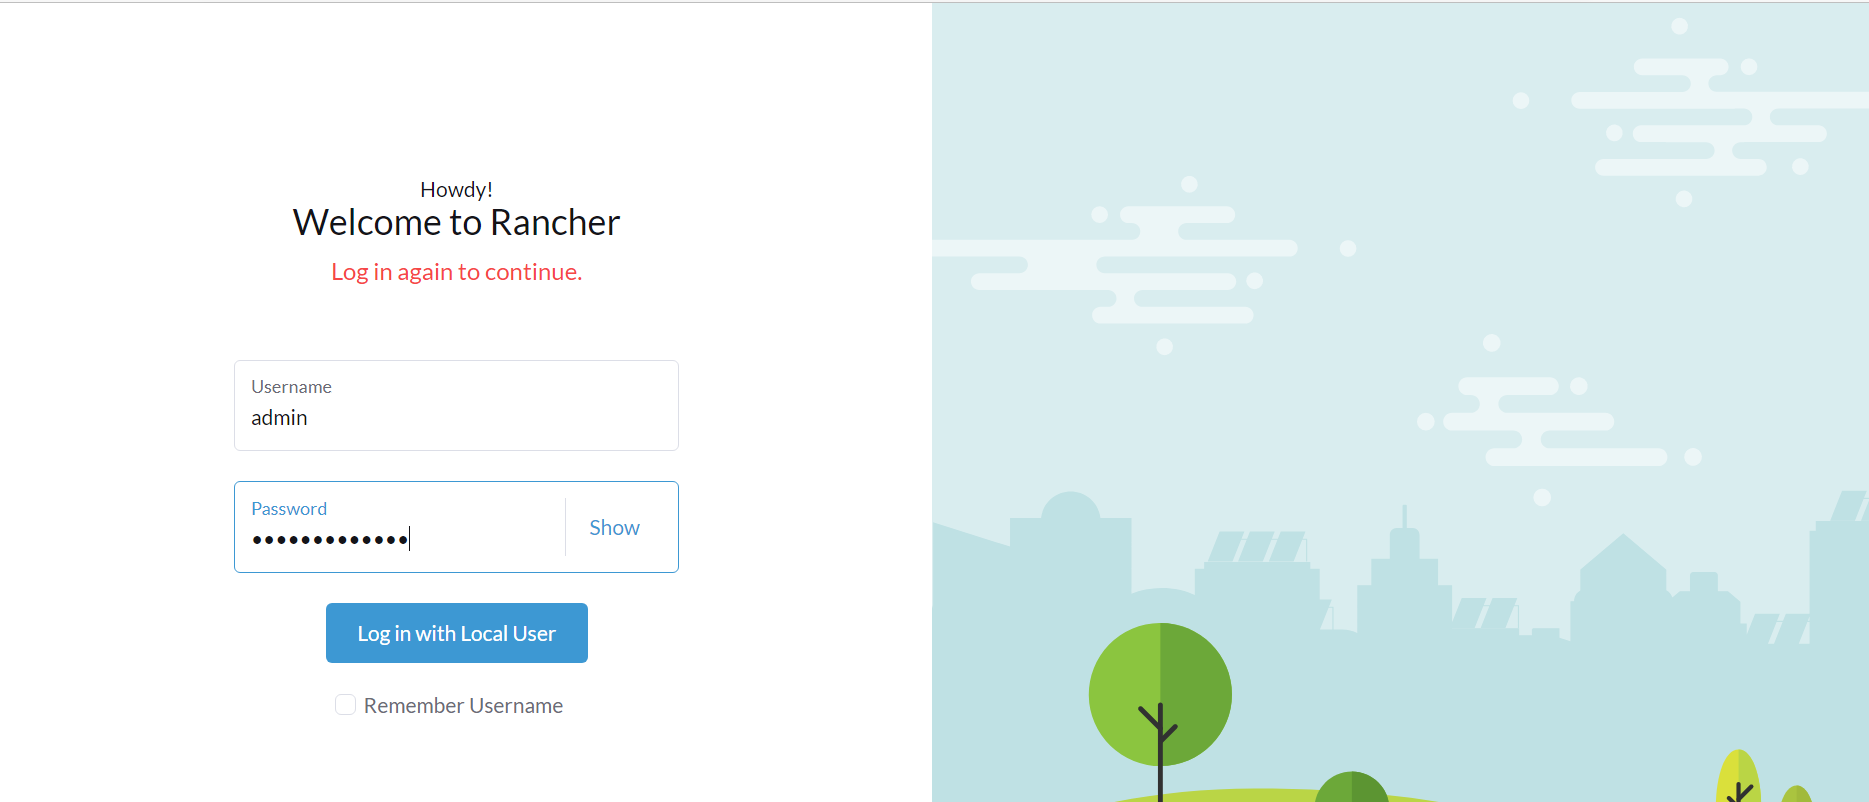 Howdy!
Welcome to Rancher
Log in again to continue.
Username
admin
Password
•••••••••••••
Show
Log in with Local User
Remember Username